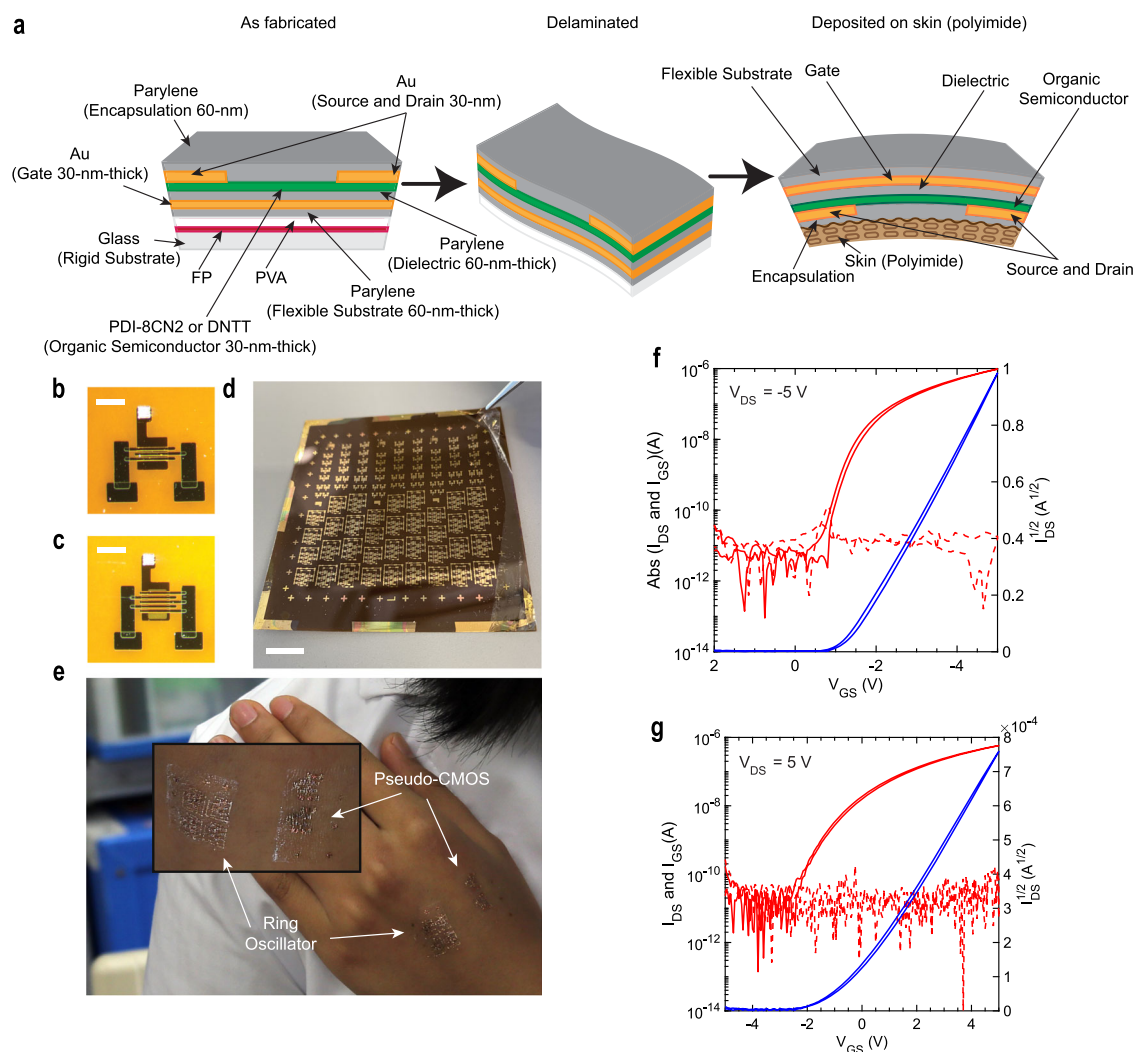 a
As fabricated
Delaminated
Deposited on skin (polyimide)
Parylene
(Encapsulation 60-nm)
Au
(Source and Drain 30-nm)
Au
(Gate 30-nm-thick)
Glass
(Rigid Substrate)
FP
PVA
Parylene
(Dielectric 60-nm-thick)
Parylene
(Flexible Substrate 60-nm-thick)
PDI-8CN2 or DNTT
(Organic Semiconductor 30-nm-thick)
Flexible Substrate
Gate
Dielectric
Organic
Semiconductor
Encapsulation
Skin (Polyimide)
Source and Drain
b
c
d
e
Pseudo-CMOS
Ring
Oscillator
f
V_DS = -5 V
Abs (I_DS and I_GS)(A)
10^-6
10^-8
10^-10
10^-12
10^-14
2 0 -2 -4
V_GS (V)
1
0.8
0.6
0.4
0.2
0
I_DS^1/2 (A^1/2)
g
V_DS = 5 V
I_DS and I_GS(A)
10^-6
10^-8
10^-10
10^-12
10^-14
-4 -2 0 2 4
V_GS (V)
×10^-4
8
7
6
5
4
3
2
1
0
I_DS^1/2 (A^1/2)